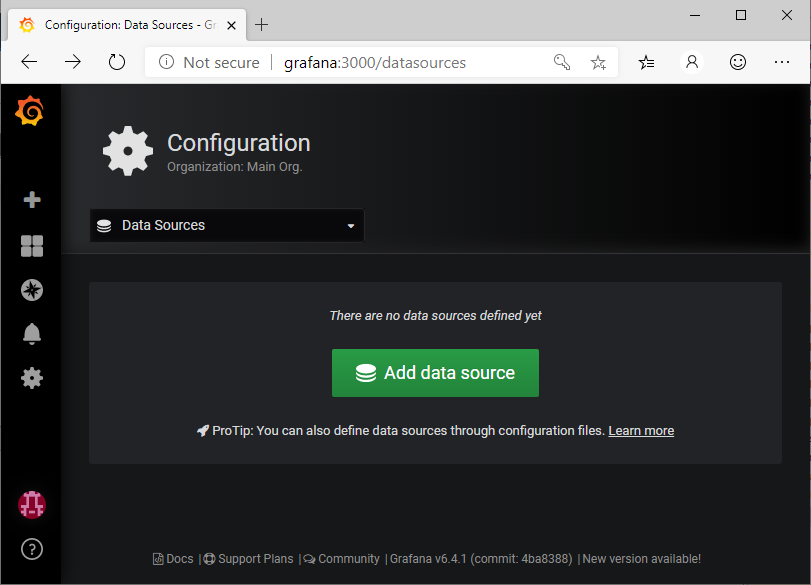 Configuration: Data Sources - Gr
Not secure
grafana:3000/datasources
Configuration
Organization: Main Org.
Data Sources
There are no data sources defined yet
Add data source
ProTip: You can also define data sources through configuration files. Learn more
Docs | Support Plans | Community | Grafana v6.4.1 (commit: 4ba8388) | New version available!